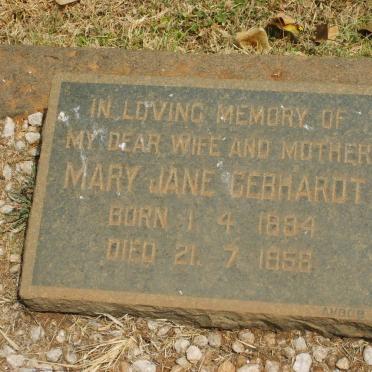 IN LOVING MEMORY OF
MY DEAR WIFE AND MOTHER
MARY JANE GEBHARDT
BORN 1. 4. 1894
DIED 21. 7. 1958